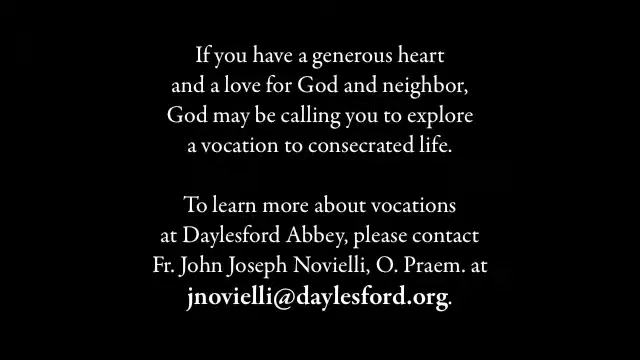 If you have a generous heart
and a love for God and neighbor,
God may be calling you to explore
a vocation to consecrated life.
To learn more about vocations
at Daylesford Abbey, please contact
Fr. John Joseph Novielli, O. Praem. at
jnovielli@daylesford.org.